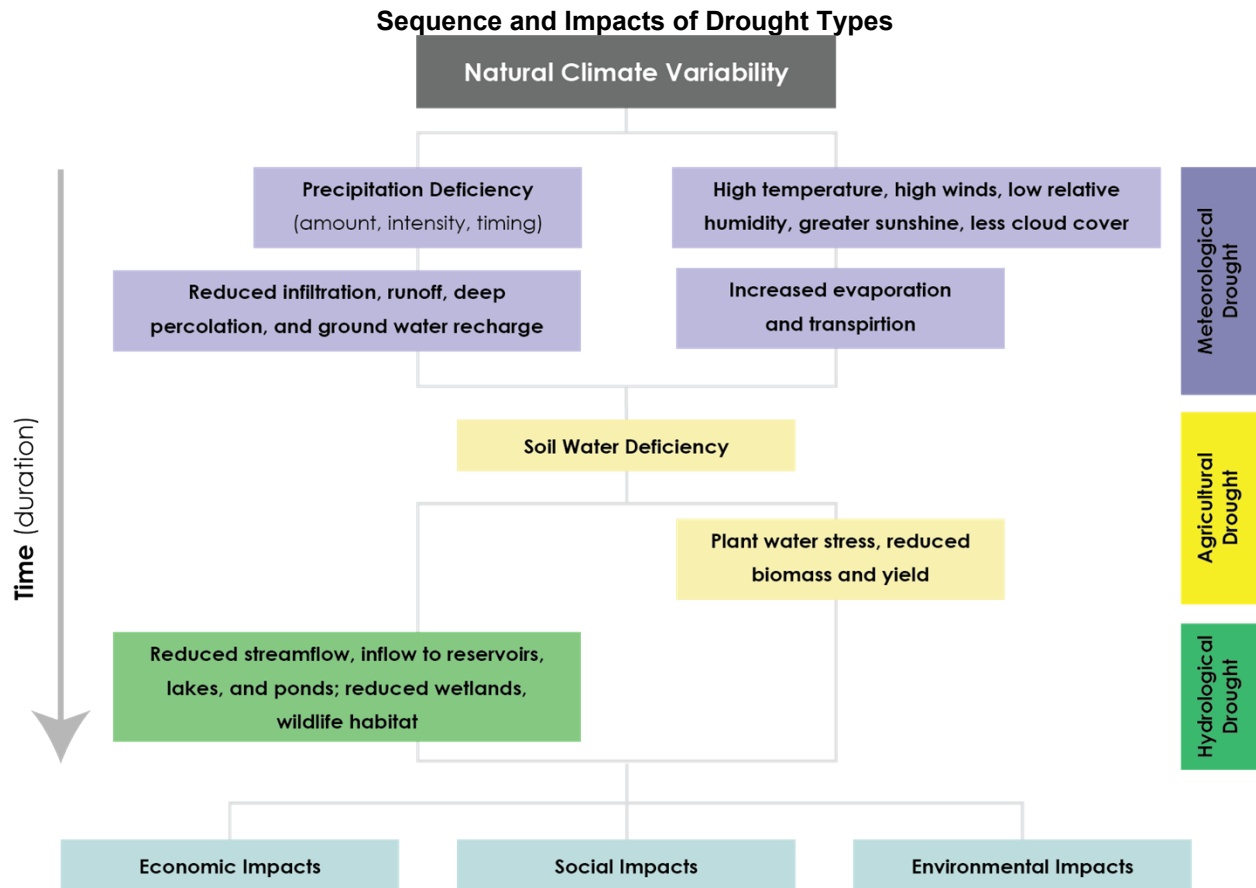 Sequence and Impacts of Drought Types
Natural Climate Variability
Precipitation Deficiency
(amount, intensity, timing)
High temperature, high winds, low relative
humidity, greater sunshine, less cloud cover
Reduced infiltration, runoff, deep
percolation, and ground water recharge
Increased evaporation
and transpirtion
Meteorological
Drought
Time (duration)
Soil Water Deficiency
Plant water stress, reduced
biomass and yield
Agricultural
Drought
Reduced streamflow, inflow to reservoirs,
lakes, and ponds; reduced wetlands,
wildlife habitat
Hydrological
Drought
Economic Impacts
Social Impacts
Environmental Impacts